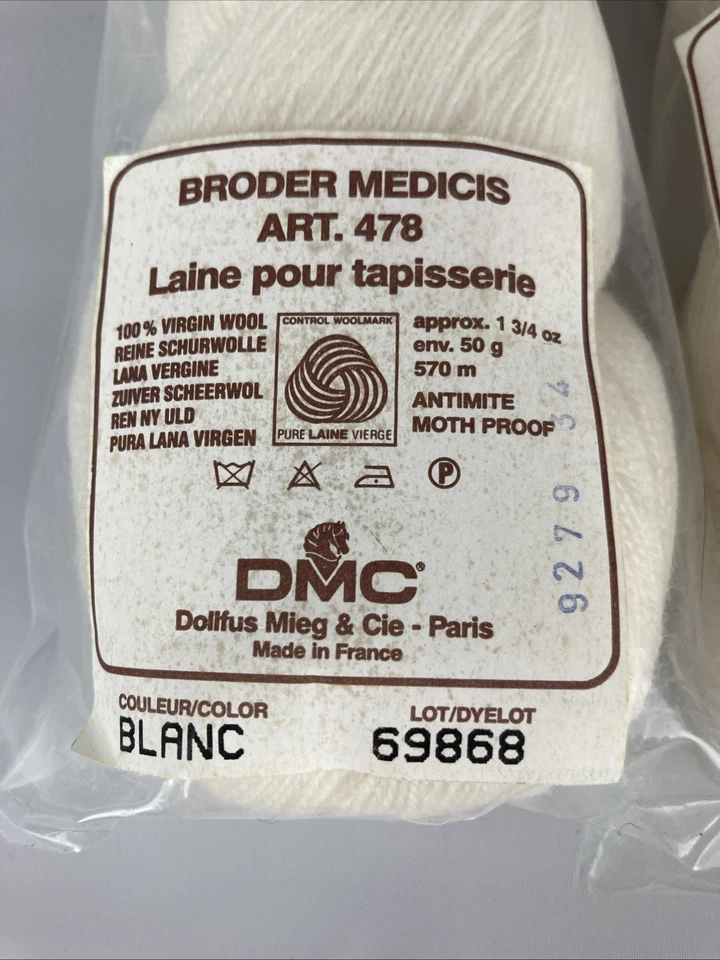 BRODER MEDICIS
ART. 478
Laine pour tapisserie
100% VIRGIN WOOL
REINE SCHURWOLLE
LANA VERGINE
ZUIVER SCHEERWOL
REN NY ULD
PURA LANA VIRGEN
CONTROL WOOLMARK
PURE LAINE VIERGE
approx. 1 3/4 oz
env. 50 g
570 m
ANTIMITE
MOTH PROOF
P
9279 34
DMC®
Dollfus Mieg & Cie - Paris
Made in France
COULEUR/COLOR
BLANC
LOT/DYELOT
69868